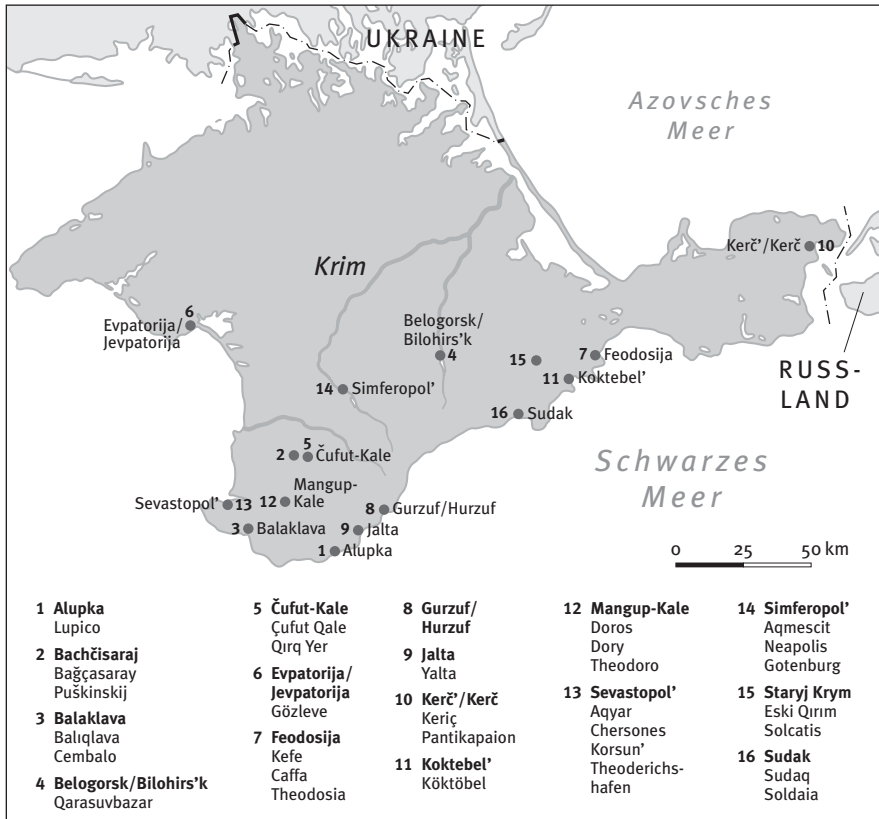 UKRAINE
Azovsches
Meer
Kerč’/Kerč 10
Krim
6
Evpatorija/
Jevpatorija
Belogorsk/
Bilohirs’k
4
15
7 Feodosija
11 Koktebel’
RUSS-
LAND
14 Simferopol’
16 Sudak
5
2 Čufut-Kale
Schwarzes
Meer
Mangup-
12 Kale
Sevastopol’ 13
8 Gurzuf/Hurzuf
3 Balaklava
9 Jalta
1 Alupka
0 25 50 km
1 Alupka
Lupico
2 Bachčisaraj
Bağçasaray
Puškinskij
3 Balaklava
Balıqlava
Cembalo
4 Belogorsk/Bilohirs’k
Qarasuvbazar
5 Čufut-Kale
Çufut Qale
Qırq Yer
6 Evpatorija/
Jevpatorija
Gözleve
7 Feodosija
Kefe
Caffa
Theodosia
8 Gurzuf/
Hurzuf
9 Jalta
Yalta
10 Kerč’/Kerč
Keriç
Pantikapaion
11 Koktebel’
Köktöbel
12 Mangup-Kale
Doros
Dory
Theodoro
13 Sevastopol’
Aqyar
Chersones
Korsun’
Theoderichs-
hafen
14 Simferopol’
Aqmescit
Neapolis
Gotenburg
15 Staryj Krym
Eski Qırım
Solcatis
16 Sudak
Sudaq
Soldaia